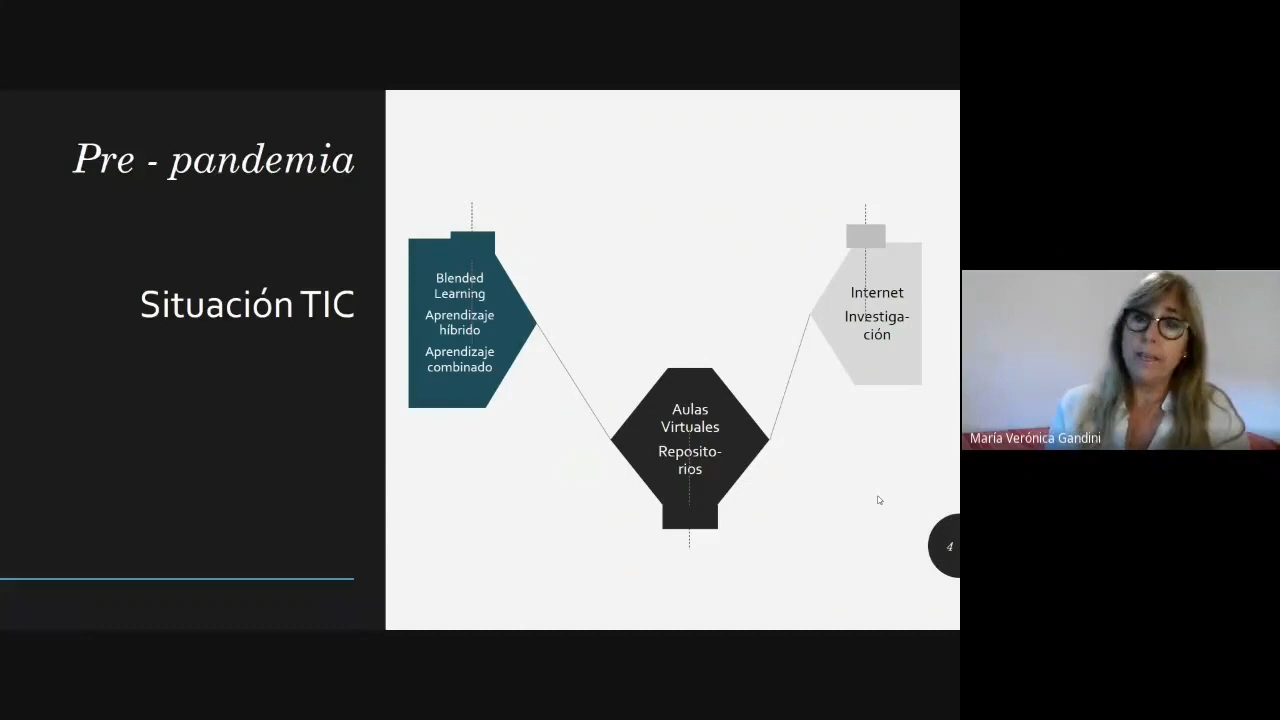 Pre - pandemia
Situación TIC
Blended
Learning
Aprendizaje
híbrido
Aprendizaje
combinado
Aulas
Virtuales
Reposito-
rios
Internet
Investiga-
ción
4
María Verónica Gandini